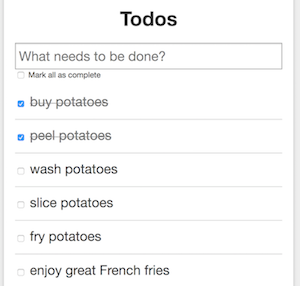 Todos
What needs to be done?
Mark all as complete
buy potatoes
peel potatoes
wash potatoes
slice potatoes
fry potatoes
enjoy great French fries